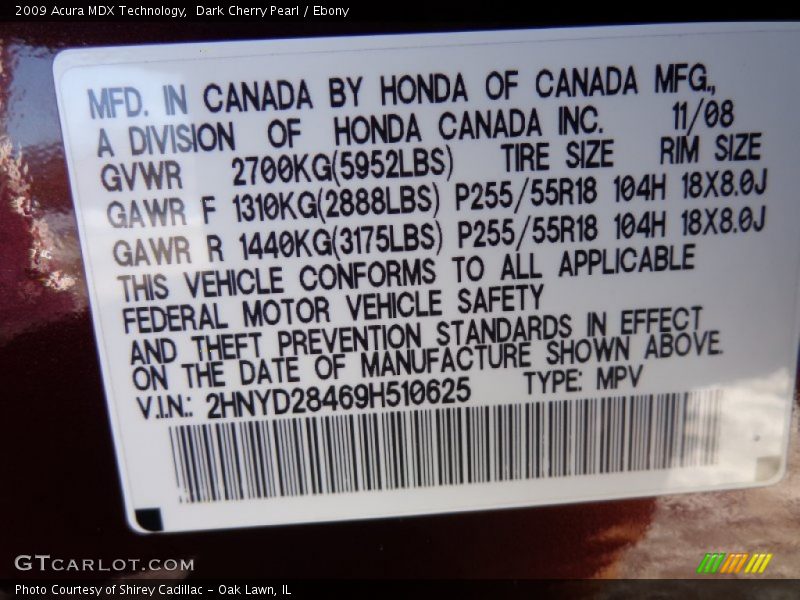 2009 Acura MDX Technology,  Dark Cherry Pearl / Ebony
MFD. IN CANADA BY HONDA OF CANADA MFG.,
A DIVISION OF HONDA CANADA INC. 11/08
GVWR 2700KG(5952LBS) TIRE SIZE RIM SIZE
GAWR F 1310KG(2888LBS) P255/55R18 104H 18X8.0J
GAWR R 1440KG(3175LBS) P255/55R18 104H 18X8.0J
THIS VEHICLE CONFORMS TO ALL APPLICABLE
FEDERAL MOTOR VEHICLE SAFETY
AND THEFT PREVENTION STANDARDS IN EFFECT
ON THE DATE OF MANUFACTURE SHOWN ABOVE.
V.I.N.: 2HNYD28469H510625 TYPE: MPV
GTCARLOT.COM
Photo Courtesy of Shirey Cadillac - Oak Lawn, IL